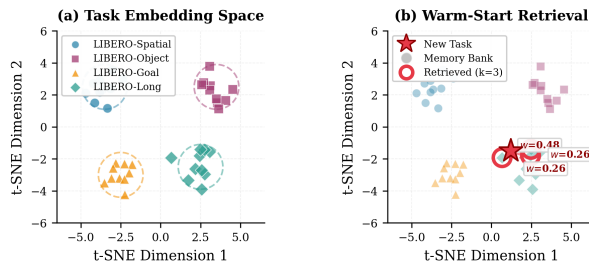 (a) Task Embedding Space
6
4
2
0
−2
−4
−6
−5.0
−2.5
0.0
2.5
5.0
t-SNE Dimension 2
t-SNE Dimension 1
LIBERO-Spatial
LIBERO-Object
LIBERO-Goal
LIBERO-Long
(b) Warm-Start Retrieval
6
4
2
0
−2
−4
−6
−5.0
−2.5
0.0
2.5
5.0
t-SNE Dimension 2
t-SNE Dimension 1
New Task
Memory Bank
Retrieved (k=3)
w=0.48
w=0.26
w=0.26